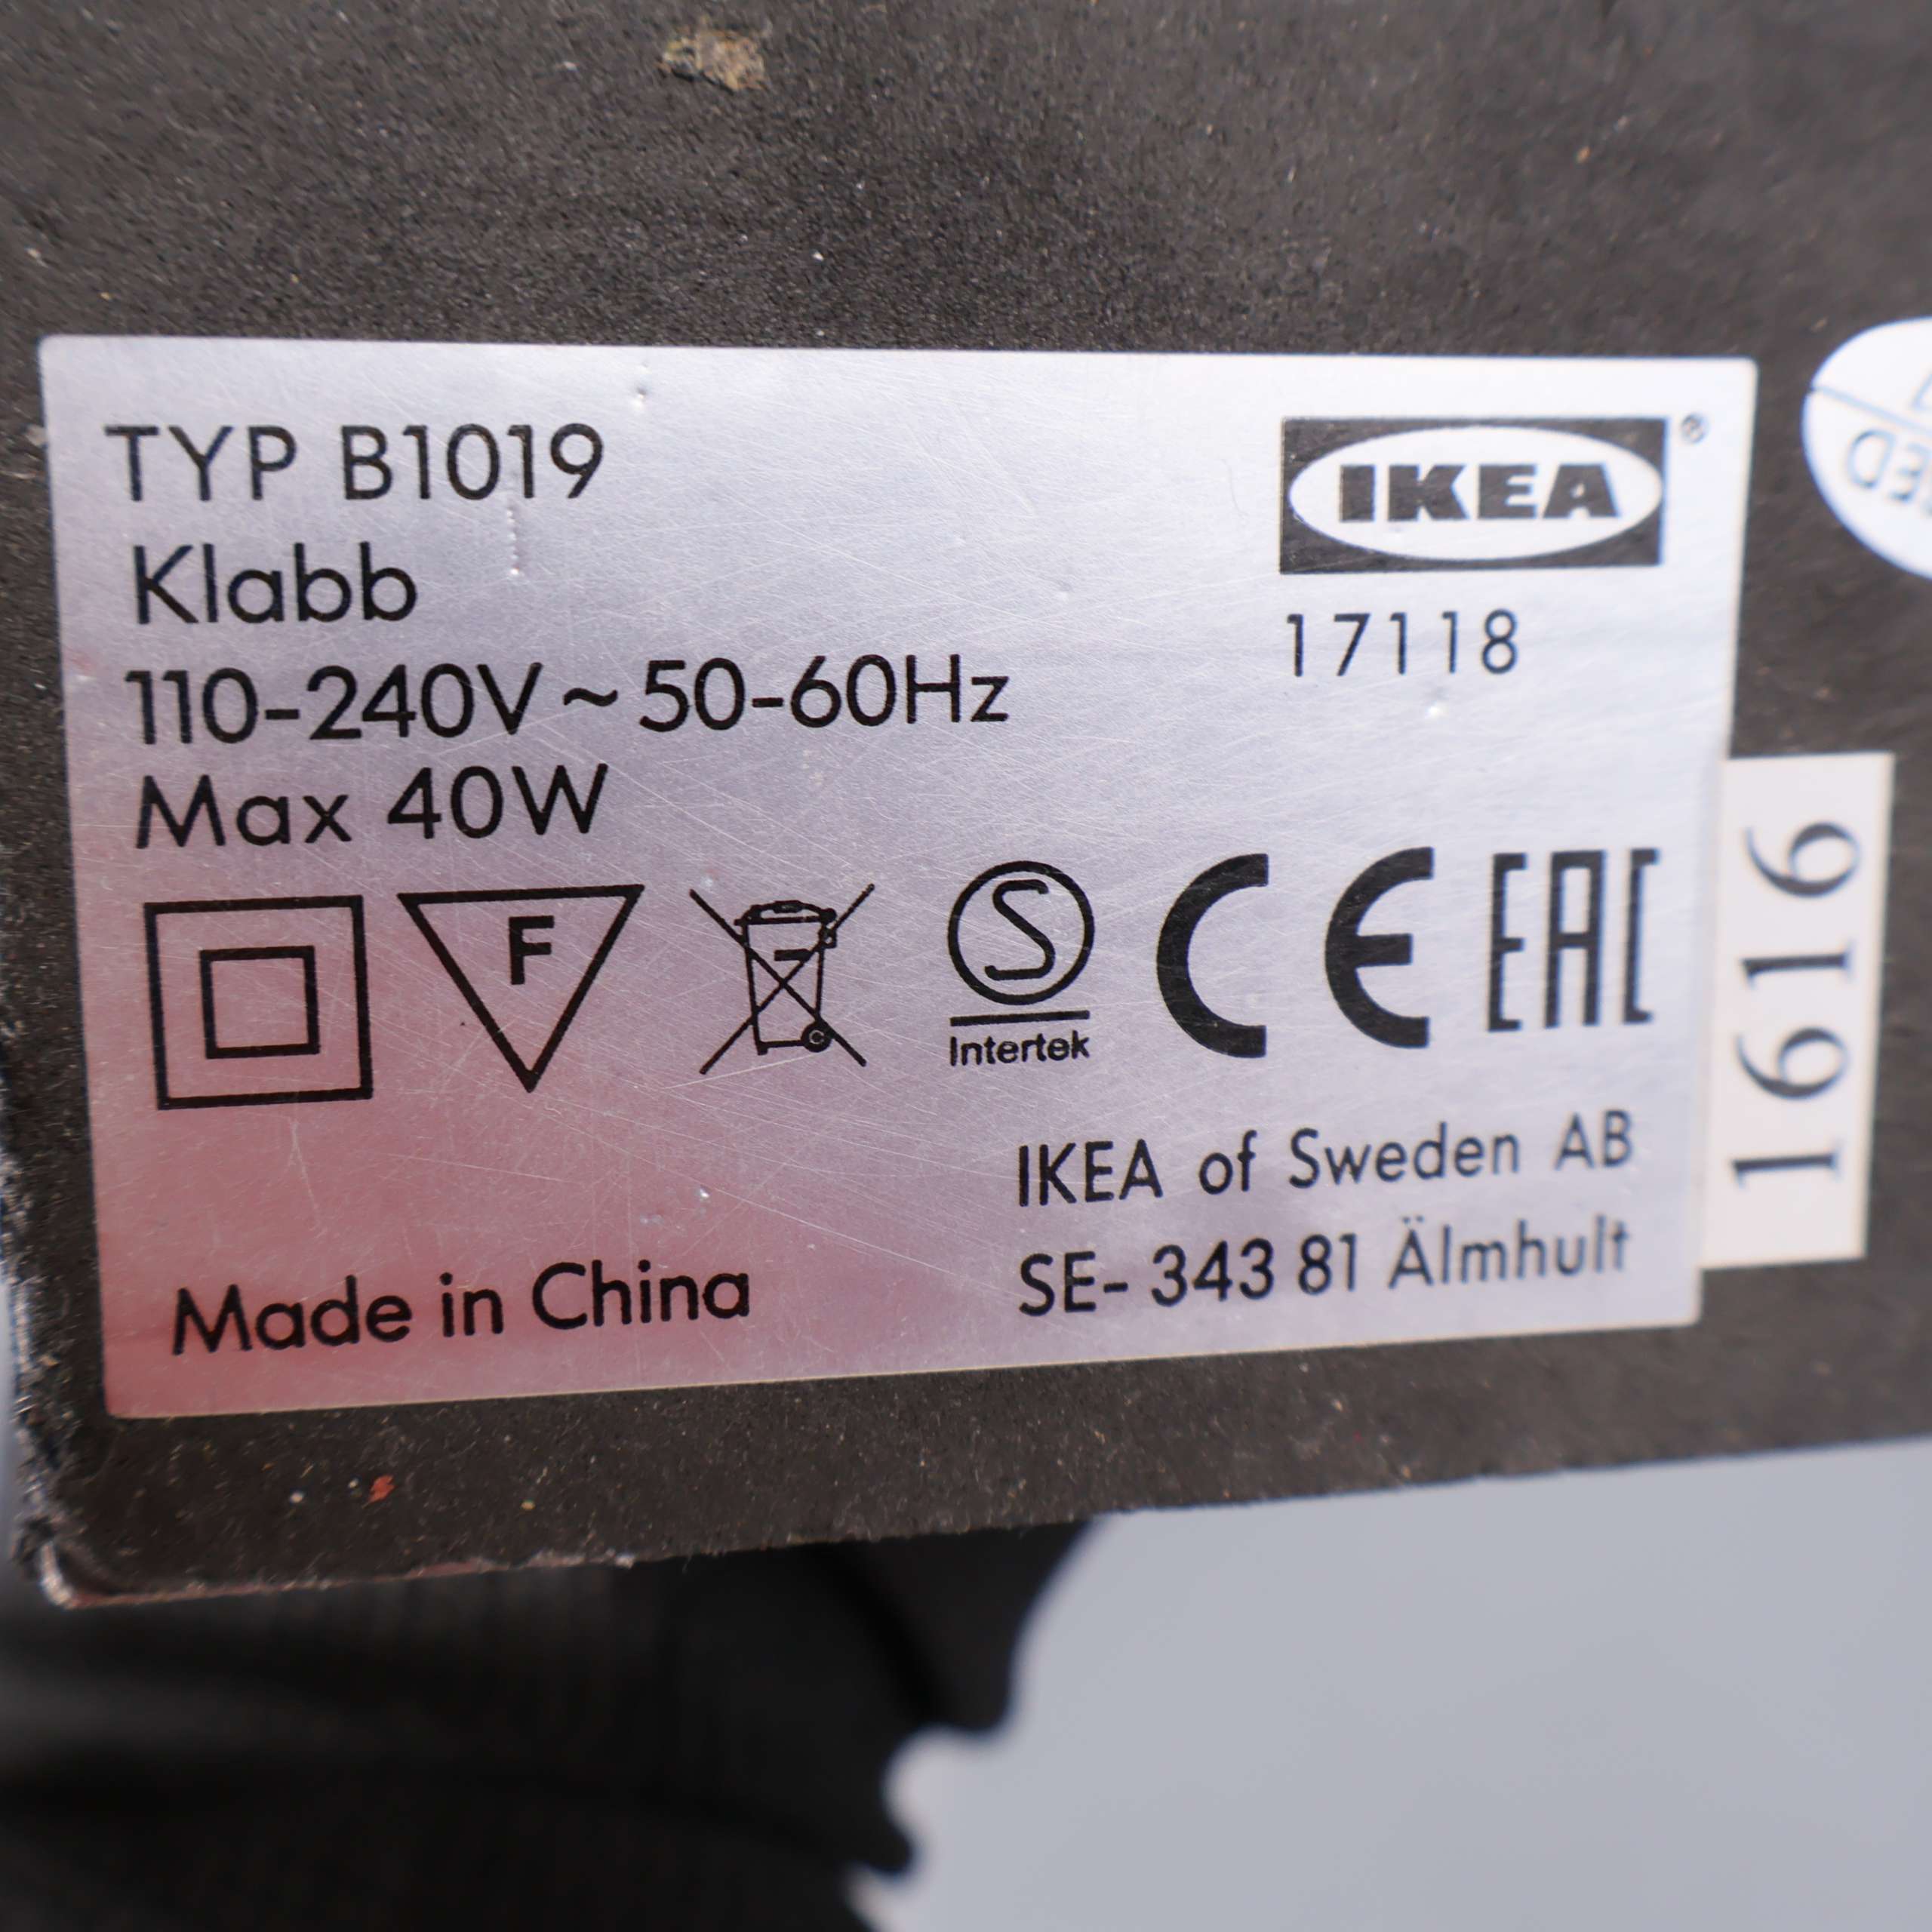 TYP B1019
Klabb
110-240V ~ 50-60Hz
Max 40W
IKEA®
17118
F
S
Intertek
CE
EAC
IKEA of Sweden AB
SE- 343 81 Älmhult
Made in China
1616